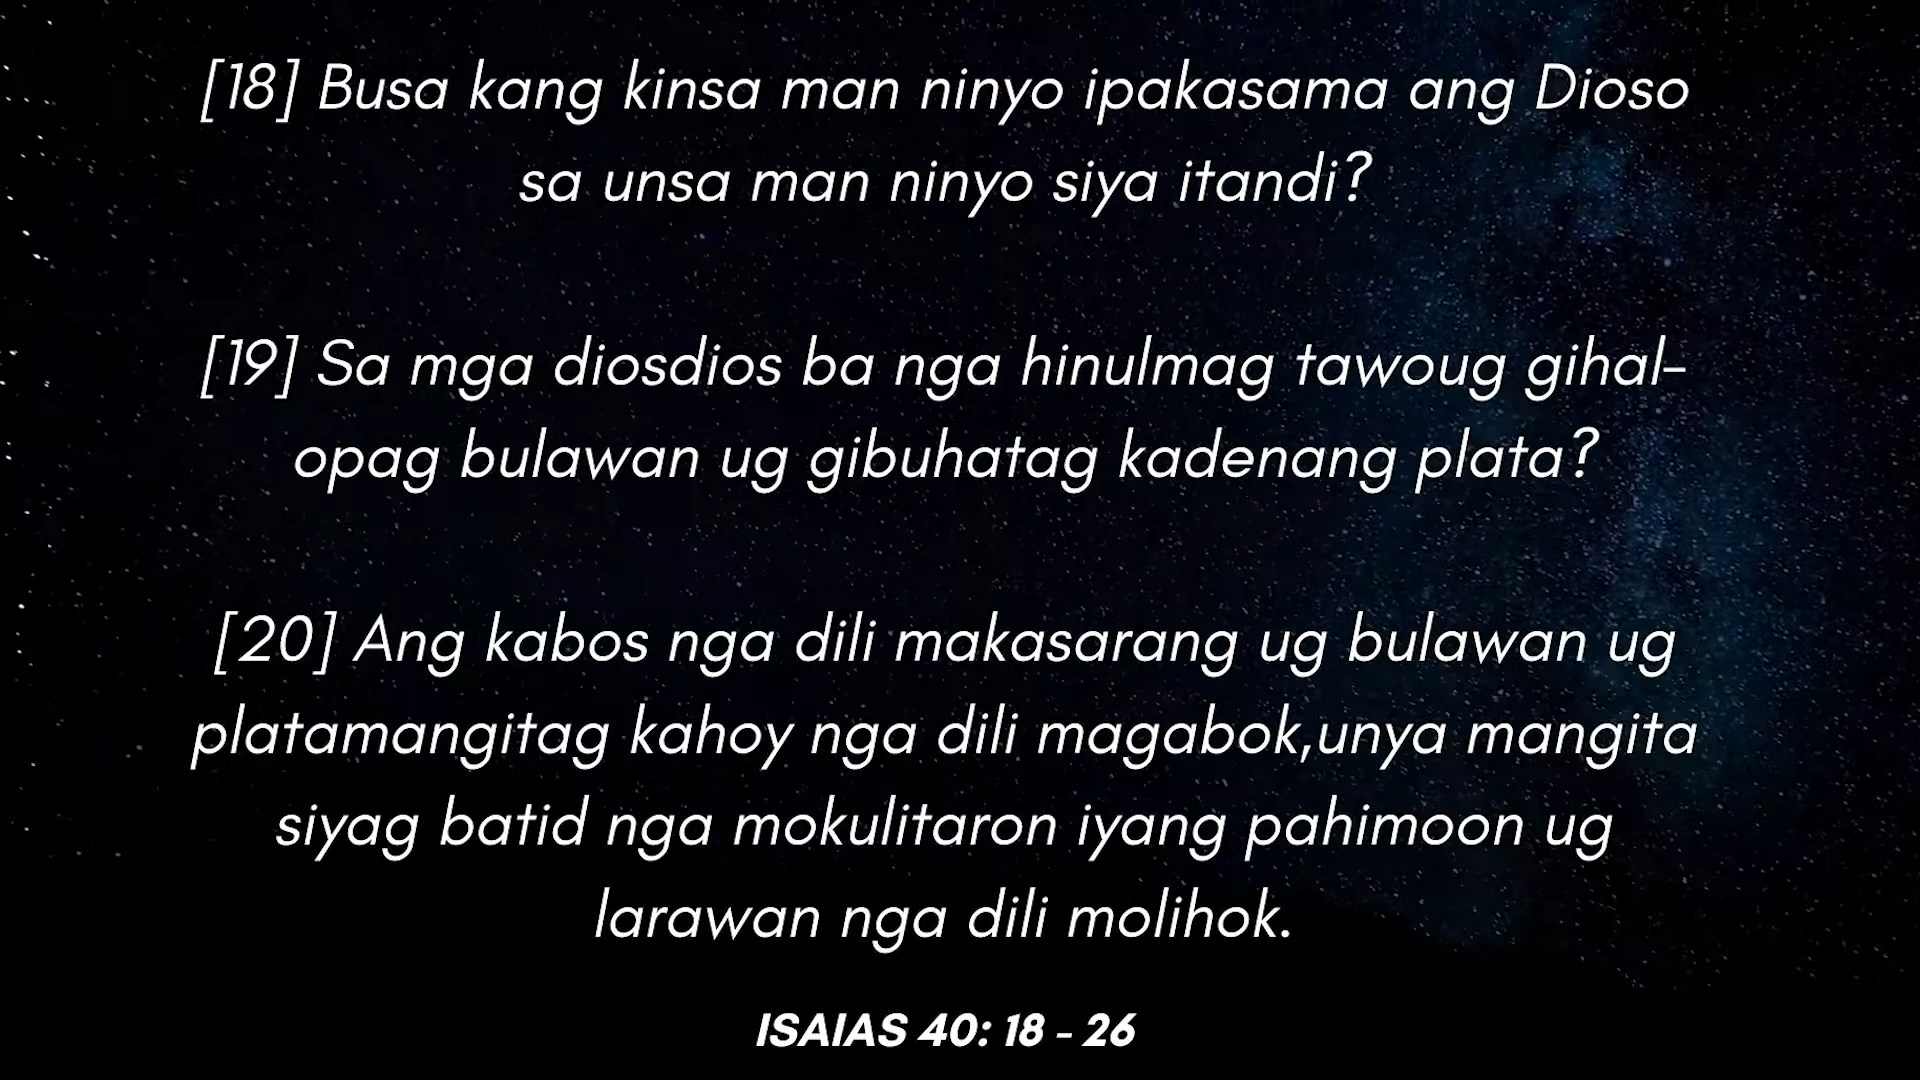 [18] Busa kang kinsa man ninyo ipakasama ang Dioso
sa unsa man ninyo siya itandi?
[19] Sa mga diosdios ba nga hinulmag tawoug gihal-
opag bulawan ug gibuhatag kadenang plata?
[20] Ang kabos nga dili makasarang ug bulawan ug
platamangitag kahoy nga dili magabok,unya mangita
siyag batid nga mokulitaron iyang pahimoon ug
larawan nga dili molihok.
ISAIAS 40: 18 - 26